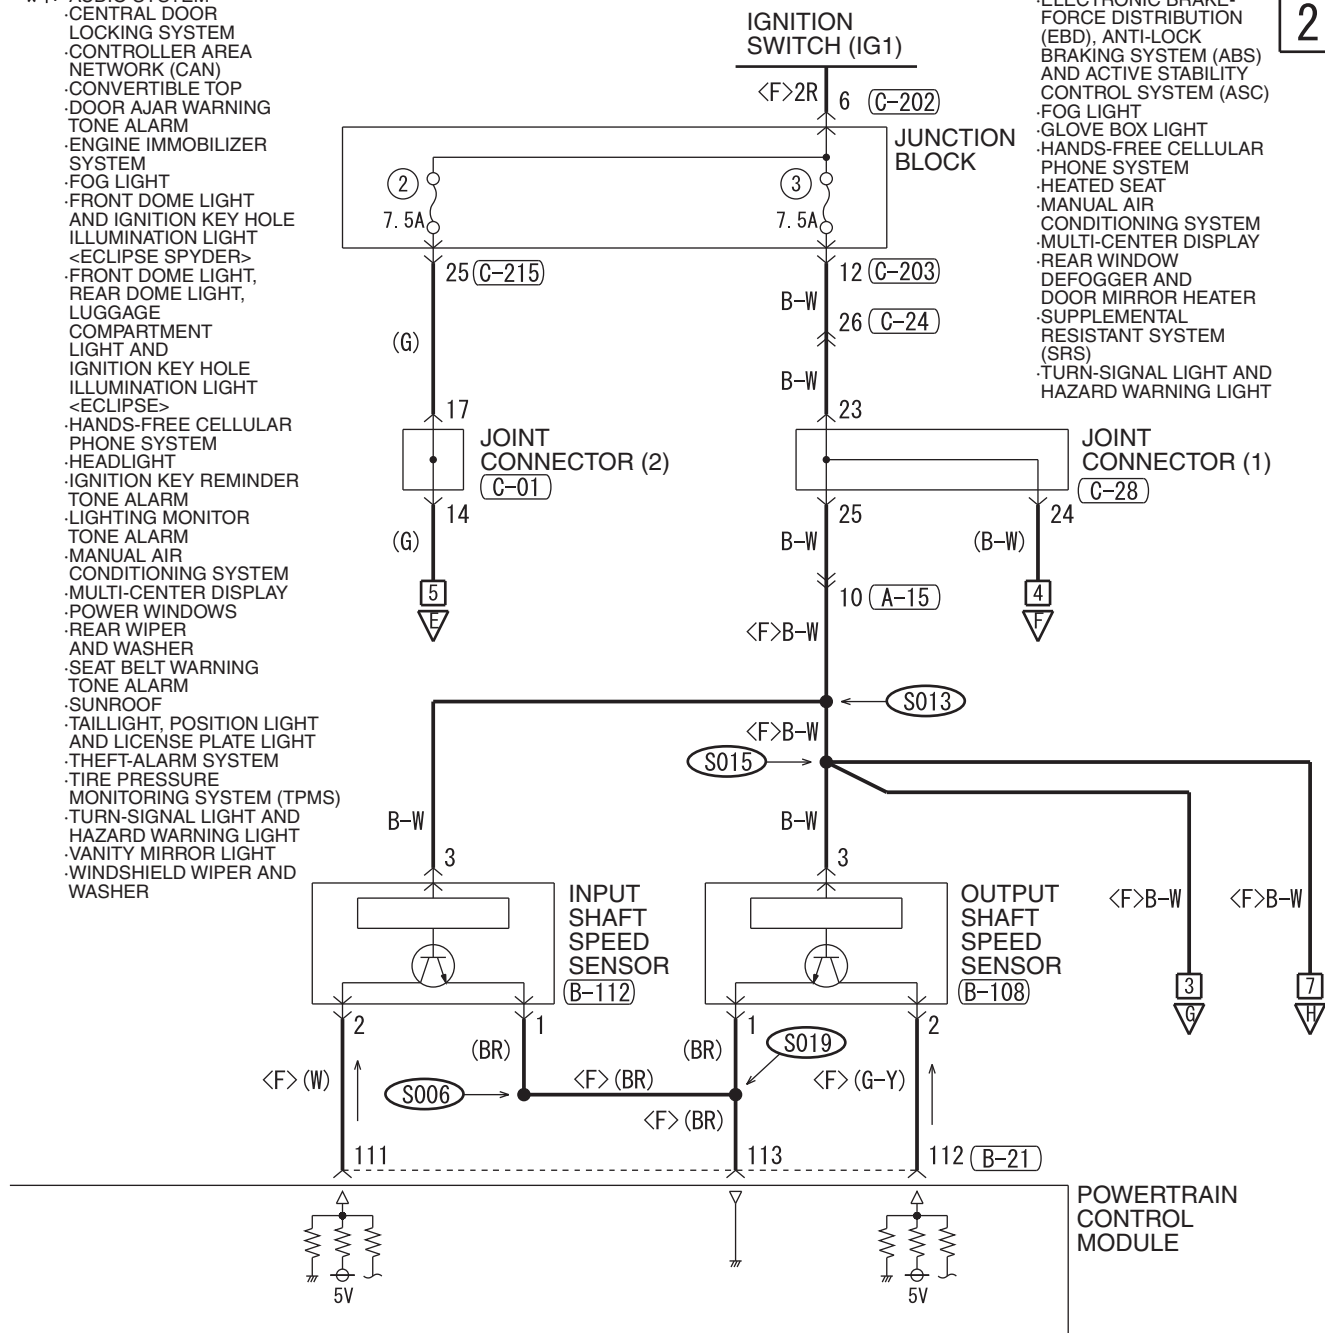 AUDIO SYSTEM
·CENTRAL DOOR
LOCKING SYSTEM
·CONTROLLER AREA
NETWORK (CAN)
·CONVERTIBLE TOP
·DOOR AJAR WARNING
TONE ALARM
·ENGINE IMMOBILIZER
SYSTEM
·FOG LIGHT
·FRONT DOME LIGHT
AND IGNITION KEY HOLE
ILLUMINATION LIGHT
<ECLIPSE SPYDER>
·FRONT DOME LIGHT,
REAR DOME LIGHT,
LUGGAGE
COMPARTMENT
LIGHT AND
IGNITION KEY HOLE
ILLUMINATION LIGHT
<ECLIPSE>
·HANDS-FREE CELLULAR
PHONE SYSTEM
·HEADLIGHT
·IGNITION KEY REMINDER
TONE ALARM
·LIGHTING MONITOR
TONE ALARM
·MANUAL AIR
CONDITIONING SYSTEM
·MULTI-CENTER DISPLAY
·POWER WINDOWS
·REAR WIPER
AND WASHER
·SEAT BELT WARNING
TONE ALARM
·SUNROOF
·TAILLIGHT, POSITION LIGHT
AND LICENSE PLATE LIGHT
·THEFT-ALARM SYSTEM
·TIRE PRESSURE
MONITORING SYSTEM (TPMS)
·TURN-SIGNAL LIGHT AND
HAZARD WARNING LIGHT
·VANITY MIRROR LIGHT
·WINDSHIELD WIPER AND
WASHER
IGNITION
SWITCH (IG1)
·ELECTRONIC BRAKE-
FORCE DISTRIBUTION
(EBD), ANTI-LOCK
BRAKING SYSTEM (ABS)
AND ACTIVE STABILITY
CONTROL SYSTEM (ASC)
·FOG LIGHT
·GLOVE BOX LIGHT
·HANDS-FREE CELLULAR
PHONE SYSTEM
·HEATED SEAT
·MANUAL AIR
CONDITIONING SYSTEM
·MULTI-CENTER DISPLAY
·REAR WINDOW
DEFOGGER AND
DOOR MIRROR HEATER
·SUPPLEMENTAL
RESISTANT SYSTEM
(SRS)
·TURN-SIGNAL LIGHT AND
HAZARD WARNING LIGHT
2
<F>2R
6 (C-202)
JUNCTION
BLOCK
2
7.5A
3
7.5A
25 (C-215)
12 (C-203)
B-W
26 (C-24)
(G)
B-W
17
23
JOINT
CONNECTOR (2)
(C-01)
JOINT
CONNECTOR (1)
(C-28)
14
25
24
(G)
B-W
(B-W)
5
E
10 (A-15)
4
F
<F>B-W
S013
<F>B-W
S015
B-W
B-W
3
3
<F>B-W
<F>B-W
INPUT
SHAFT
SPEED
SENSOR
(B-112)
OUTPUT
SHAFT
SPEED
SENSOR
(B-108)
3
G
7
H
2
1
1
2
(BR)
(BR)
S019
<F>(W)
S006
<F>(BR)
<F>(G-Y)
<F>(BR)
111
113
112 (B-21)
POWERTRAIN
CONTROL
MODULE
5V
5V